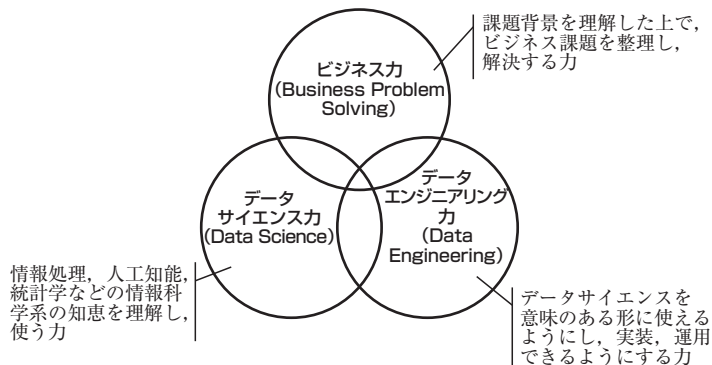 課題背景を理解した上で，
ビジネス課題を整理し，
解決する力
ビジネス力
(Business Problem
Solving)
データ
サイエンス力
(Data Science)
データ
エンジニアリング
力
(Data
Engineering)
情報処理，人工知能，
統計学などの情報科
学系の知恵を理解し，
使う力
データサイエンスを
意味のある形に使える
ようにし，実装，運用
できるようにする力